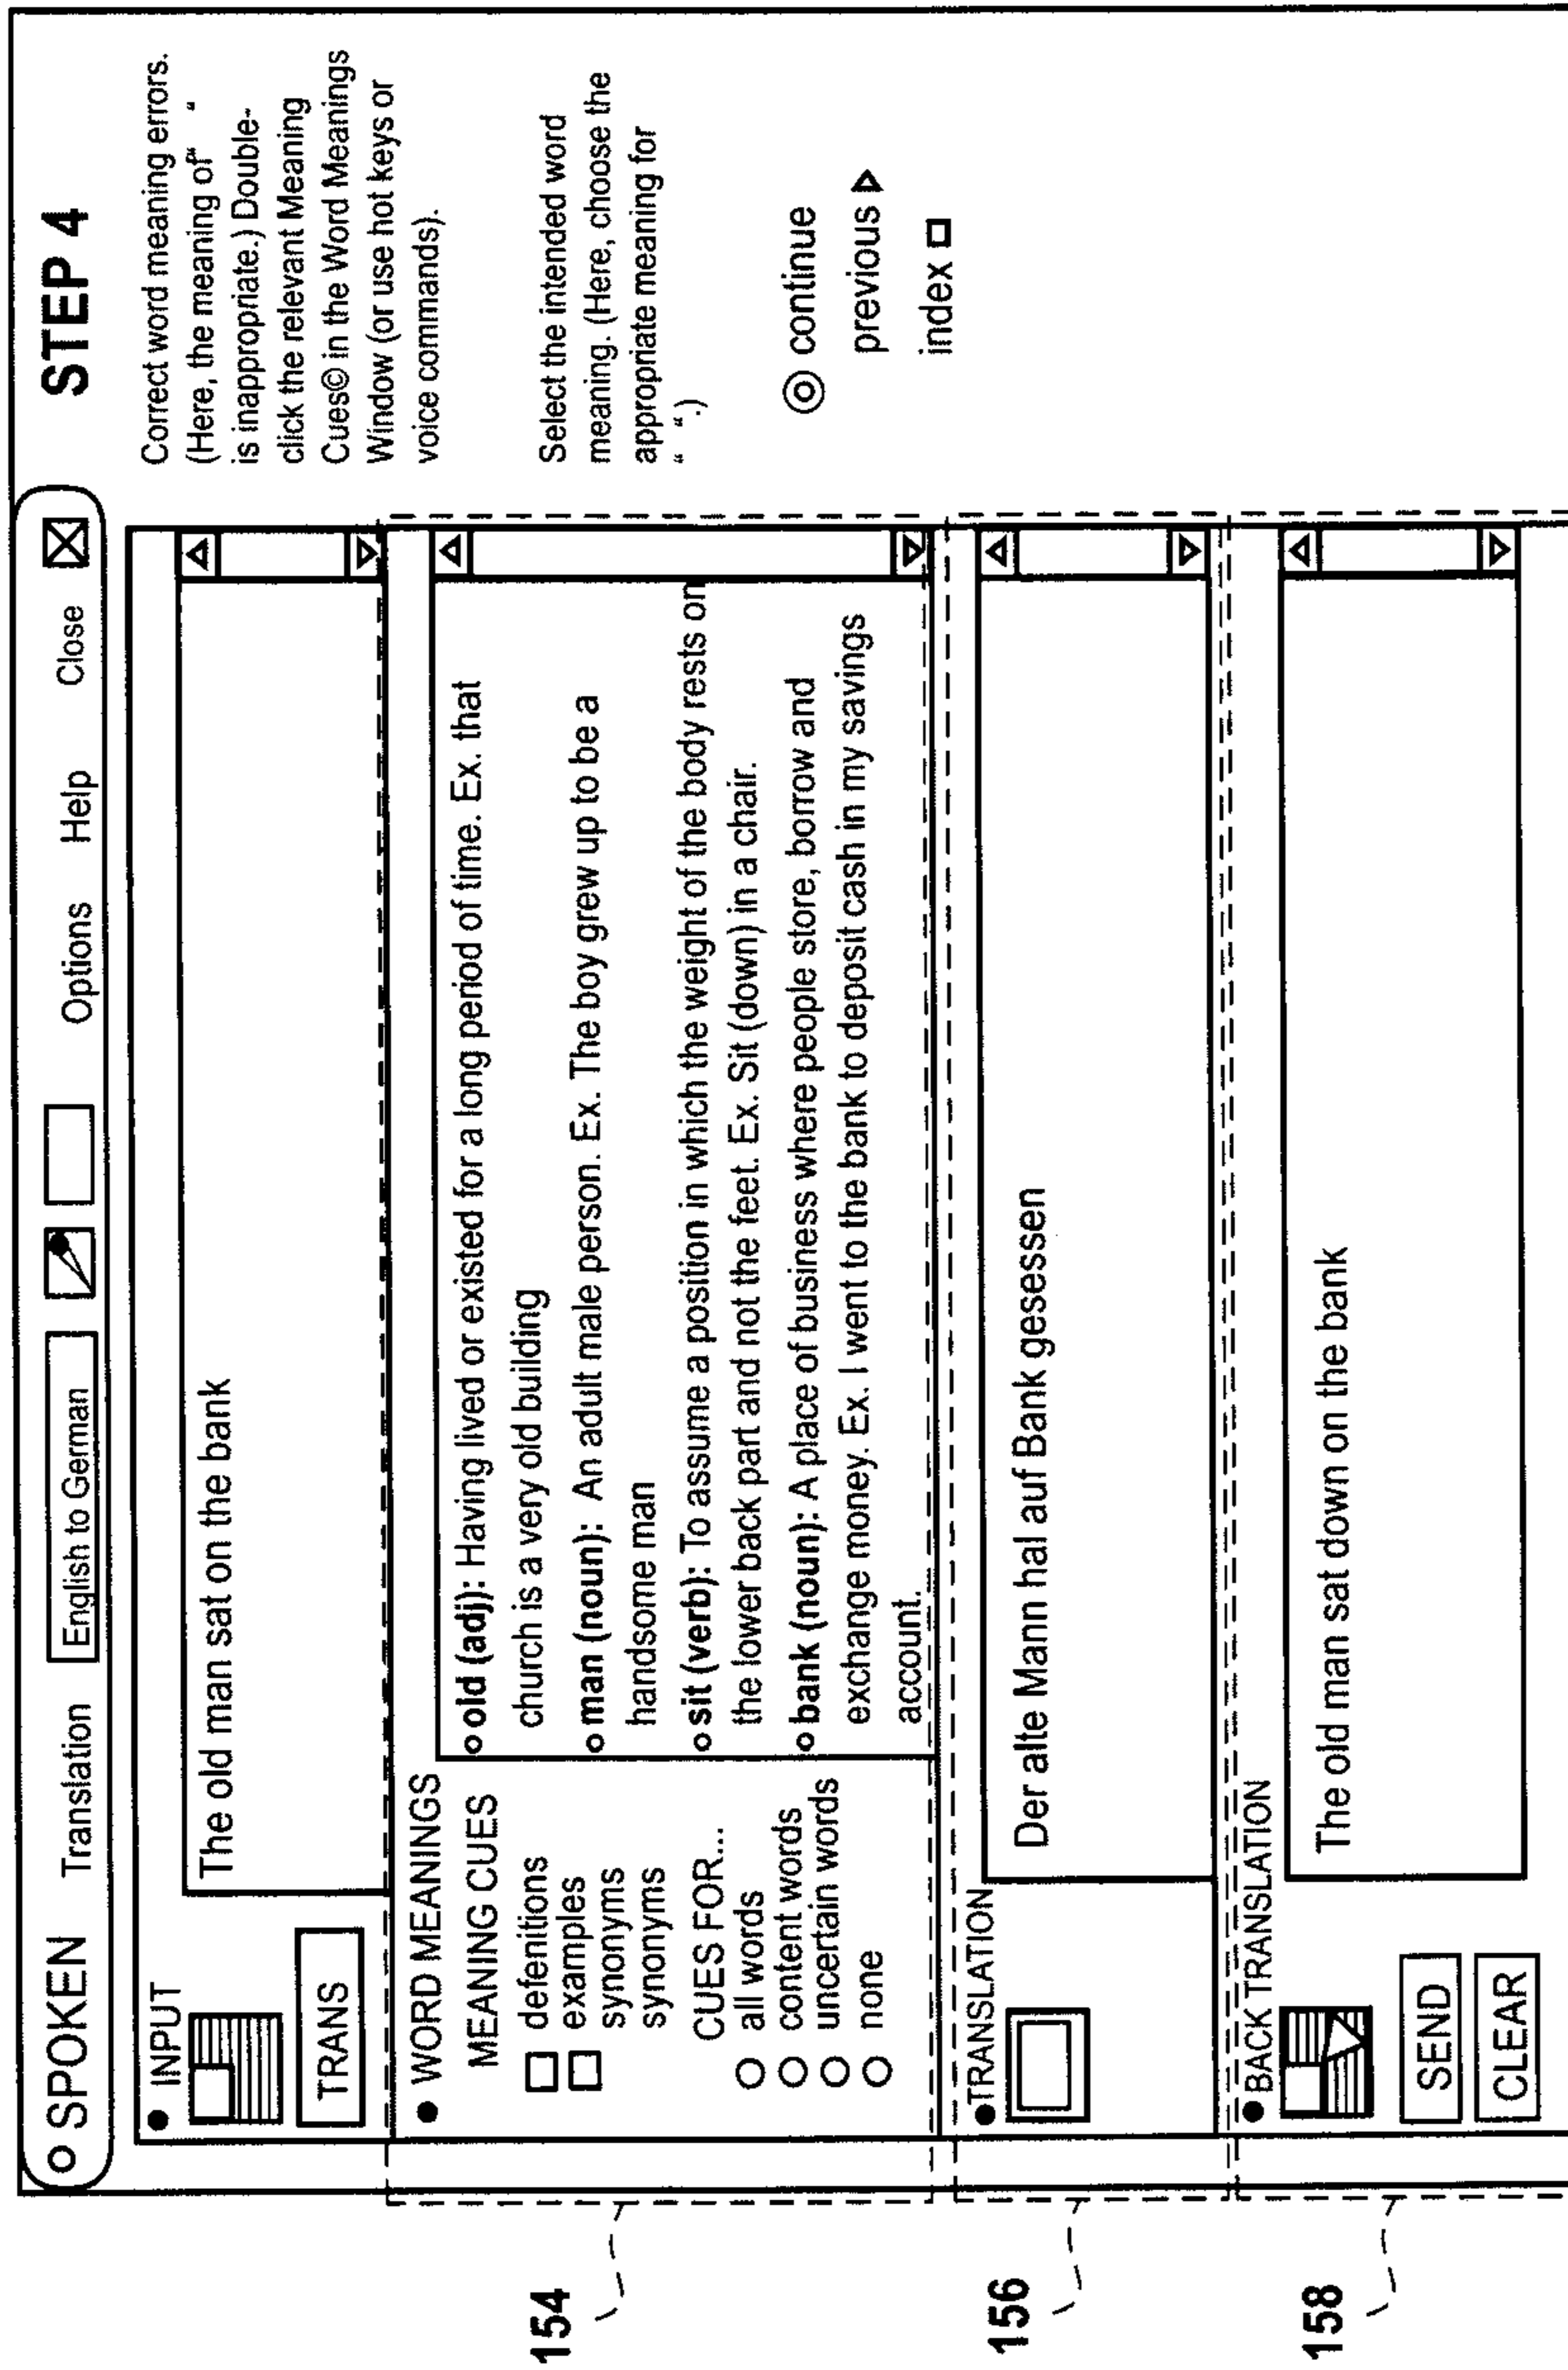 SPOKEN Translation English to German Options Help Close
STEP 4
INPUT
TRANS
The old man sat on the bank
WORD MEANINGS
MEANING CUES
defenitions
examples
synonyms
synonyms
CUES FOR...
all words
content words
uncertain words
none
old (adj): Having lived or existed for a long period of time. Ex. that
church is a very old building
man (noun): An adult male person. Ex. The boy grew up to be a
handsome man
sit (verb): To assume a position in which the weight of the body rests on
the lower back part and not the feet. Ex. Sit (down) in a chair.
bank (noun): A place of business where people store, borrow and
exchange money. Ex. I went to the bank to deposit cash in my savings
account.
TRANSLATION
Der alte Mann hal auf Bank gesessen
BACK TRANSLATION
SEND
CLEAR
The old man sat down on the bank
Correct word meaning errors.
(Here, the meaning of “ “
is inappropriate.) Double-
click the relevant Meaning
Cues© in the Word Meanings
Window (or use hot keys or
voice commands).
Select the intended word
meaning. (Here, choose the
appropriate meaning for
“ “.)
continue
previous
index
154
156
158